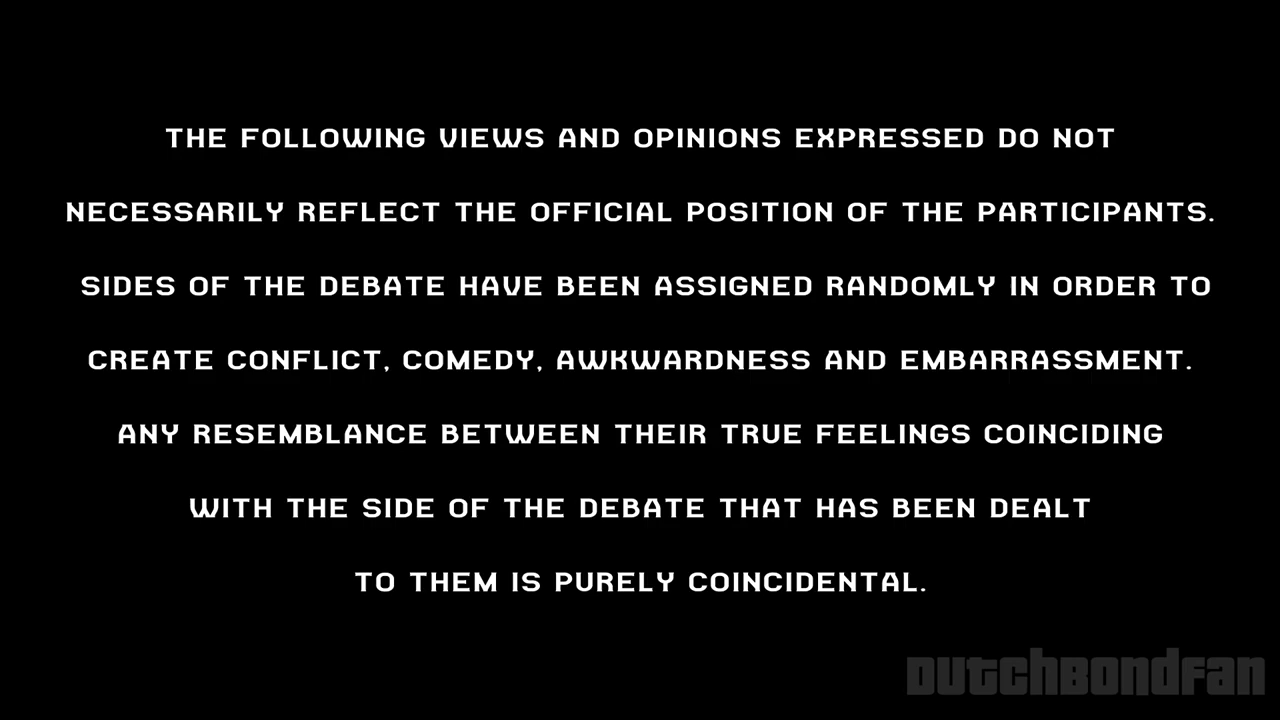 THE FOLLOWING VIEWS AND OPINIONS EXPRESSED DO NOT
NECESSARILY REFLECT THE OFFICIAL POSITION OF THE PARTICIPANTS.
SIDES OF THE DEBATE HAVE BEEN ASSIGNED RANDOMLY IN ORDER TO
CREATE CONFLICT, COMEDY, AWKWARDNESS AND EMBARRASSMENT.
ANY RESEMBLANCE BETWEEN THEIR TRUE FEELINGS COINCIDING
WITH THE SIDE OF THE DEBATE THAT HAS BEEN DEALT
TO THEM IS PURELY COINCIDENTAL.
DutchBondFan